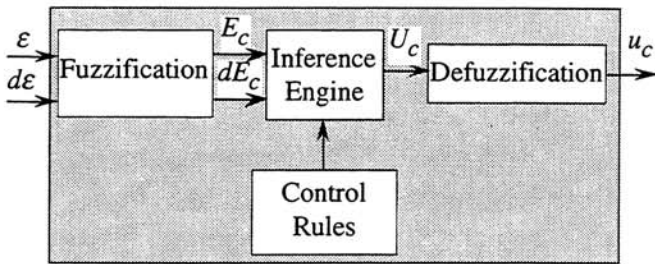 ε
dε
Fuzzification
E_c
dE_c
Inference
Engine
U_c
Defuzzification
u_c
Control
Rules